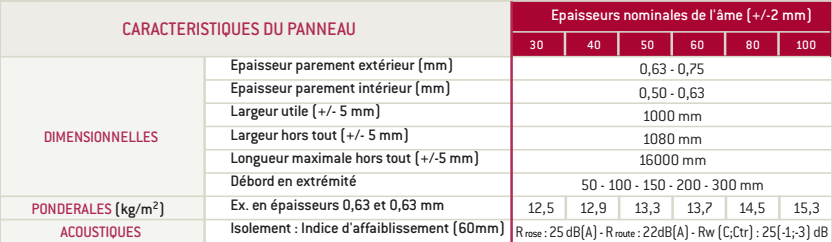 CARACTERISTIQUES DU PANNEAU
Epaisseurs nominales de l'âme (+/-2 mm)
30 40 50 60 80 100
DIMENSIONNELLES
Epaisseur parement extérieur (mm) 0,63 - 0,75
Epaisseur parement intérieur (mm) 0,50 - 0,63
Largeur utile (+/- 5 mm) 1000 mm
Largeur hors tout (+/- 5 mm) 1080 mm
Longueur maximale hors tout (+/-5 mm) 16000 mm
Débord en extrémité 50 - 100 - 150 - 200 - 300 mm
PONDERALES (kg/m²) Ex. en épaisseurs 0,63 et 0,63 mm 12,5 12,9 13,3 13,7 14,5 15,3
ACOUSTIQUES Isolement : Indice d'affaiblissement (60mm) R rose : 25 dB(A) - R route : 22dB(A) - Rw (C;Ctr) : 25(-1;-3) dB